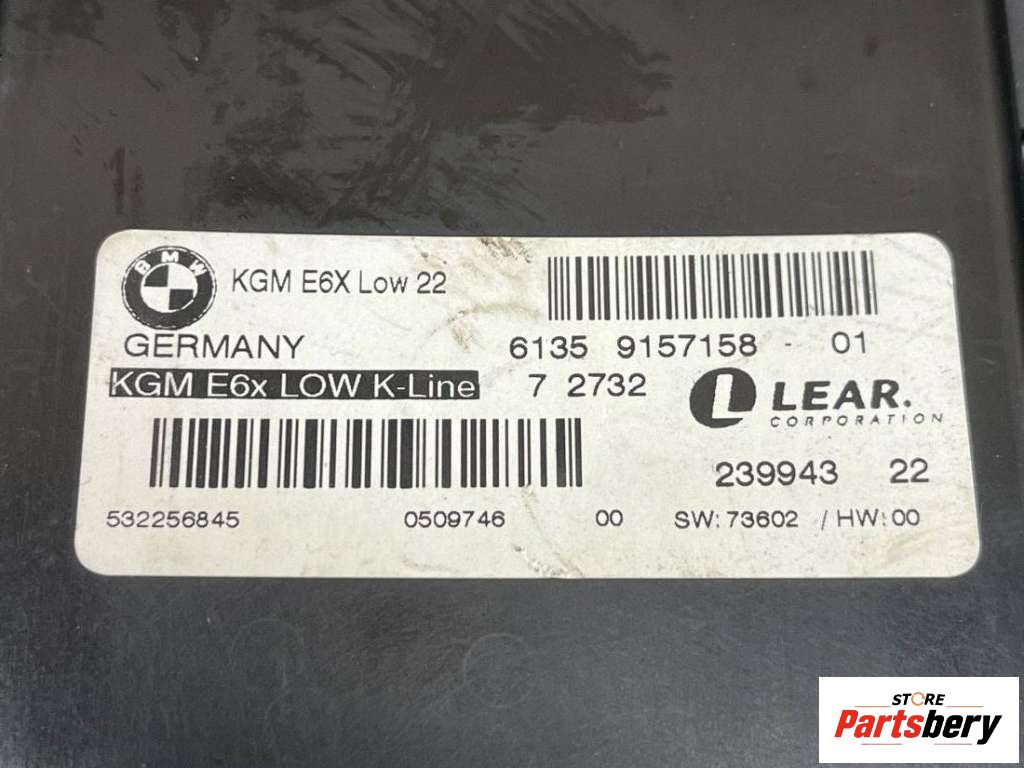 BMW
KGM E6X Low 22
GERMANY
6135 9157158 - 01
KGM E6x LOW K-Line
7 2732
L LEAR.
CORPORATION
239943 22
532256845 0509746 00 SW: 73602 / HW: 00
STORE
Partsbery